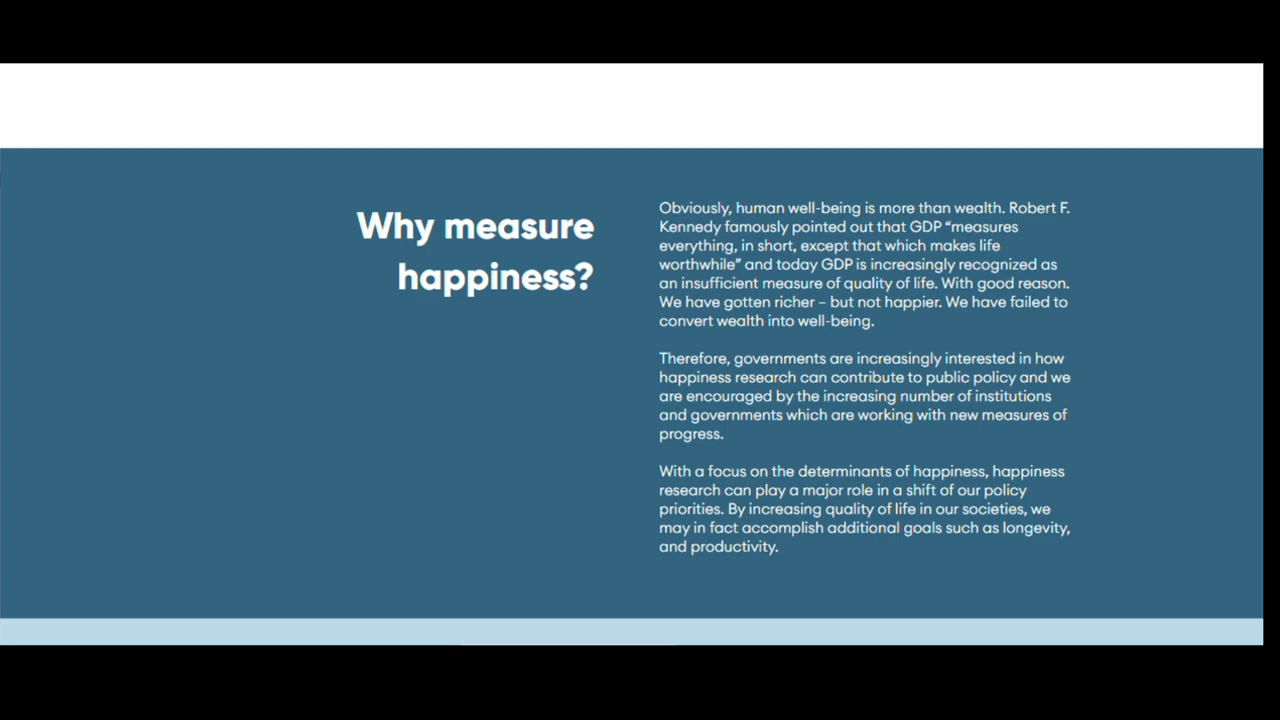 Why measure
happiness?
Obviously, human well-being is more than wealth. Robert F.
Kennedy famously pointed out that GDP “measures
everything, in short, except that which makes life
worthwhile” and today GDP is increasingly recognized as
an insufficient measure of quality of life. With good reason.
We have gotten richer – but not happier. We have failed to
convert wealth into well-being.
Therefore, governments are increasingly interested in how
happiness research can contribute to public policy and we
are encouraged by the increasing number of institutions
and governments which are working with new measures of
progress.
With a focus on the determinants of happiness, happiness
research can play a major role in a shift of our policy
priorities. By increasing quality of life in our societies, we
may in fact accomplish additional goals such as longevity,
and productivity.